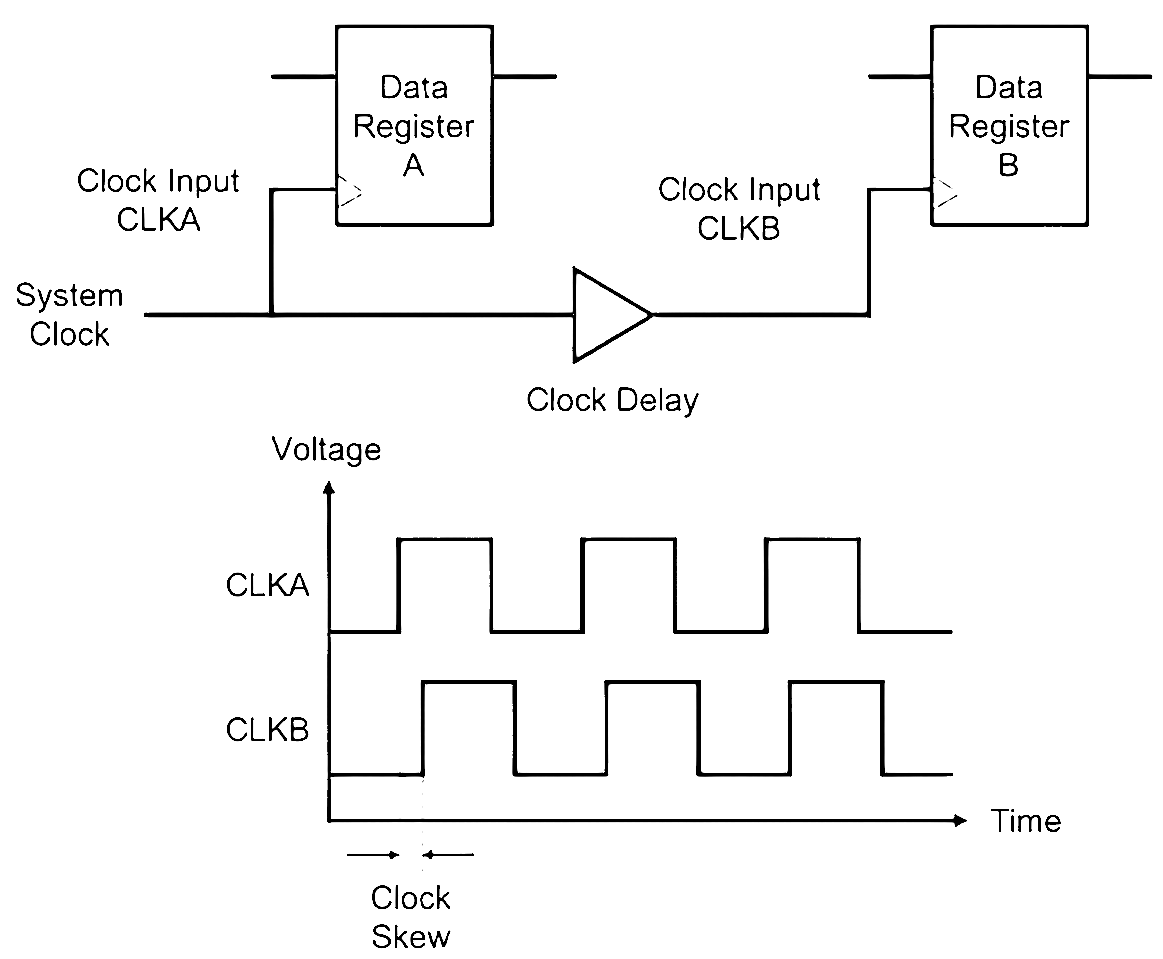 Data
Register
A
Data
Register
B
Clock Input
CLKA
Clock Input
CLKB
System
Clock
Clock Delay
Voltage
CLKA
CLKB
Time
Clock
Skew